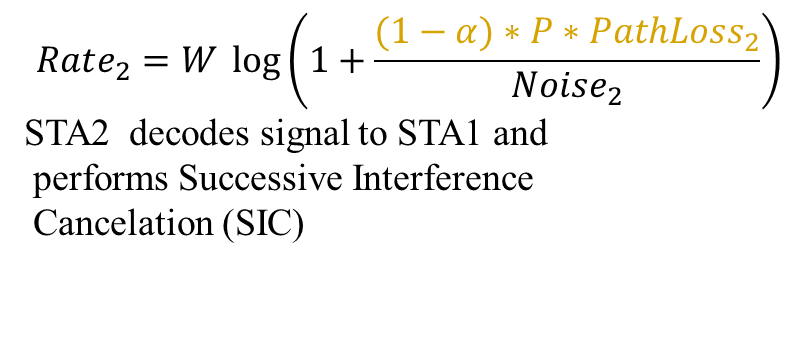 Rate₂ = W log(1 + (1 − α) * P * PathLoss₂ / Noise₂)
STA2 decodes signal to STA1 and
performs Successive Interference
Cancelation (SIC)